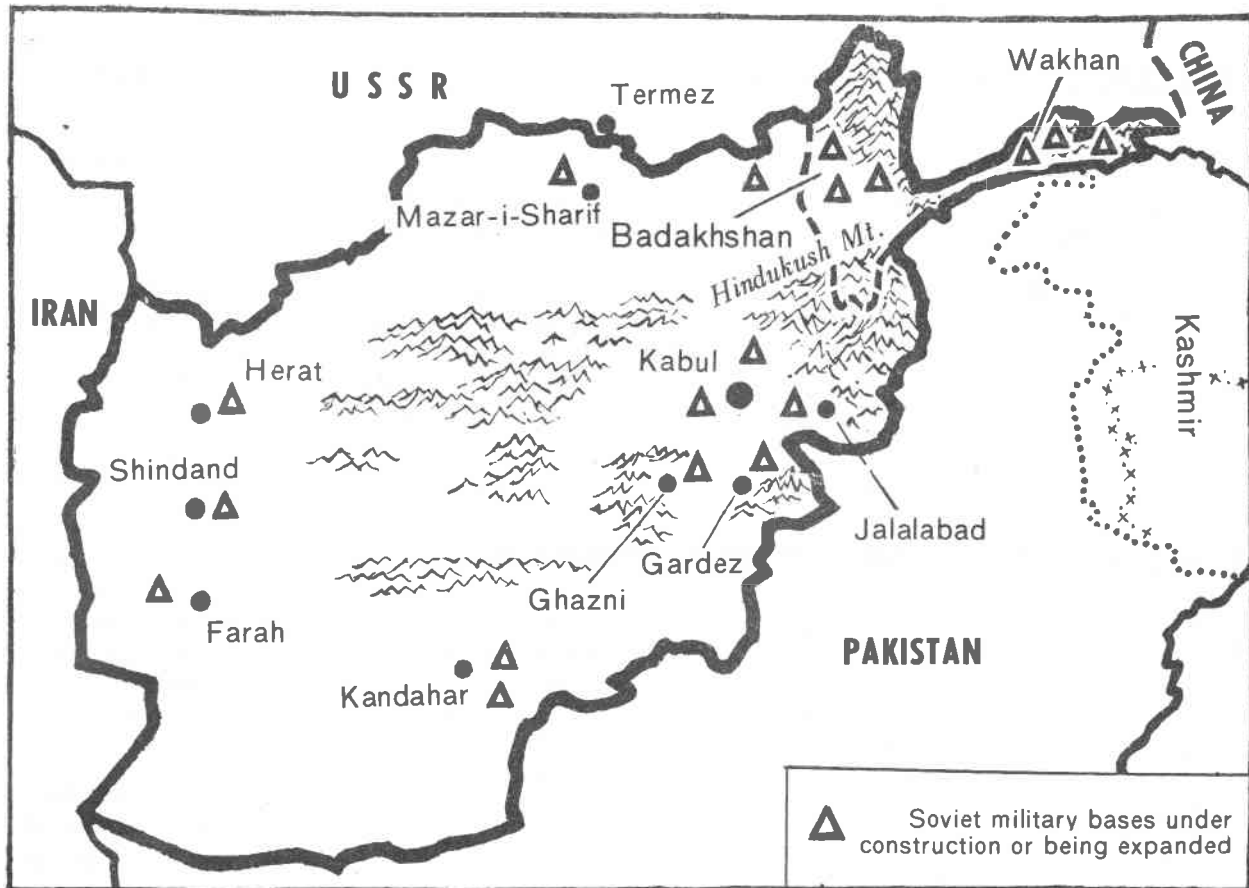 USSR
Termez
Wakhan
CHINA
Mazar-i-Sharif
Badakhshan
Hindukush Mt.
IRAN
Herat
Kabul
Kashmir
Shindand
Jalalabad
Gardez
Ghazni
Farah
PAKISTAN
Kandahar
Soviet military bases under
construction or being expanded